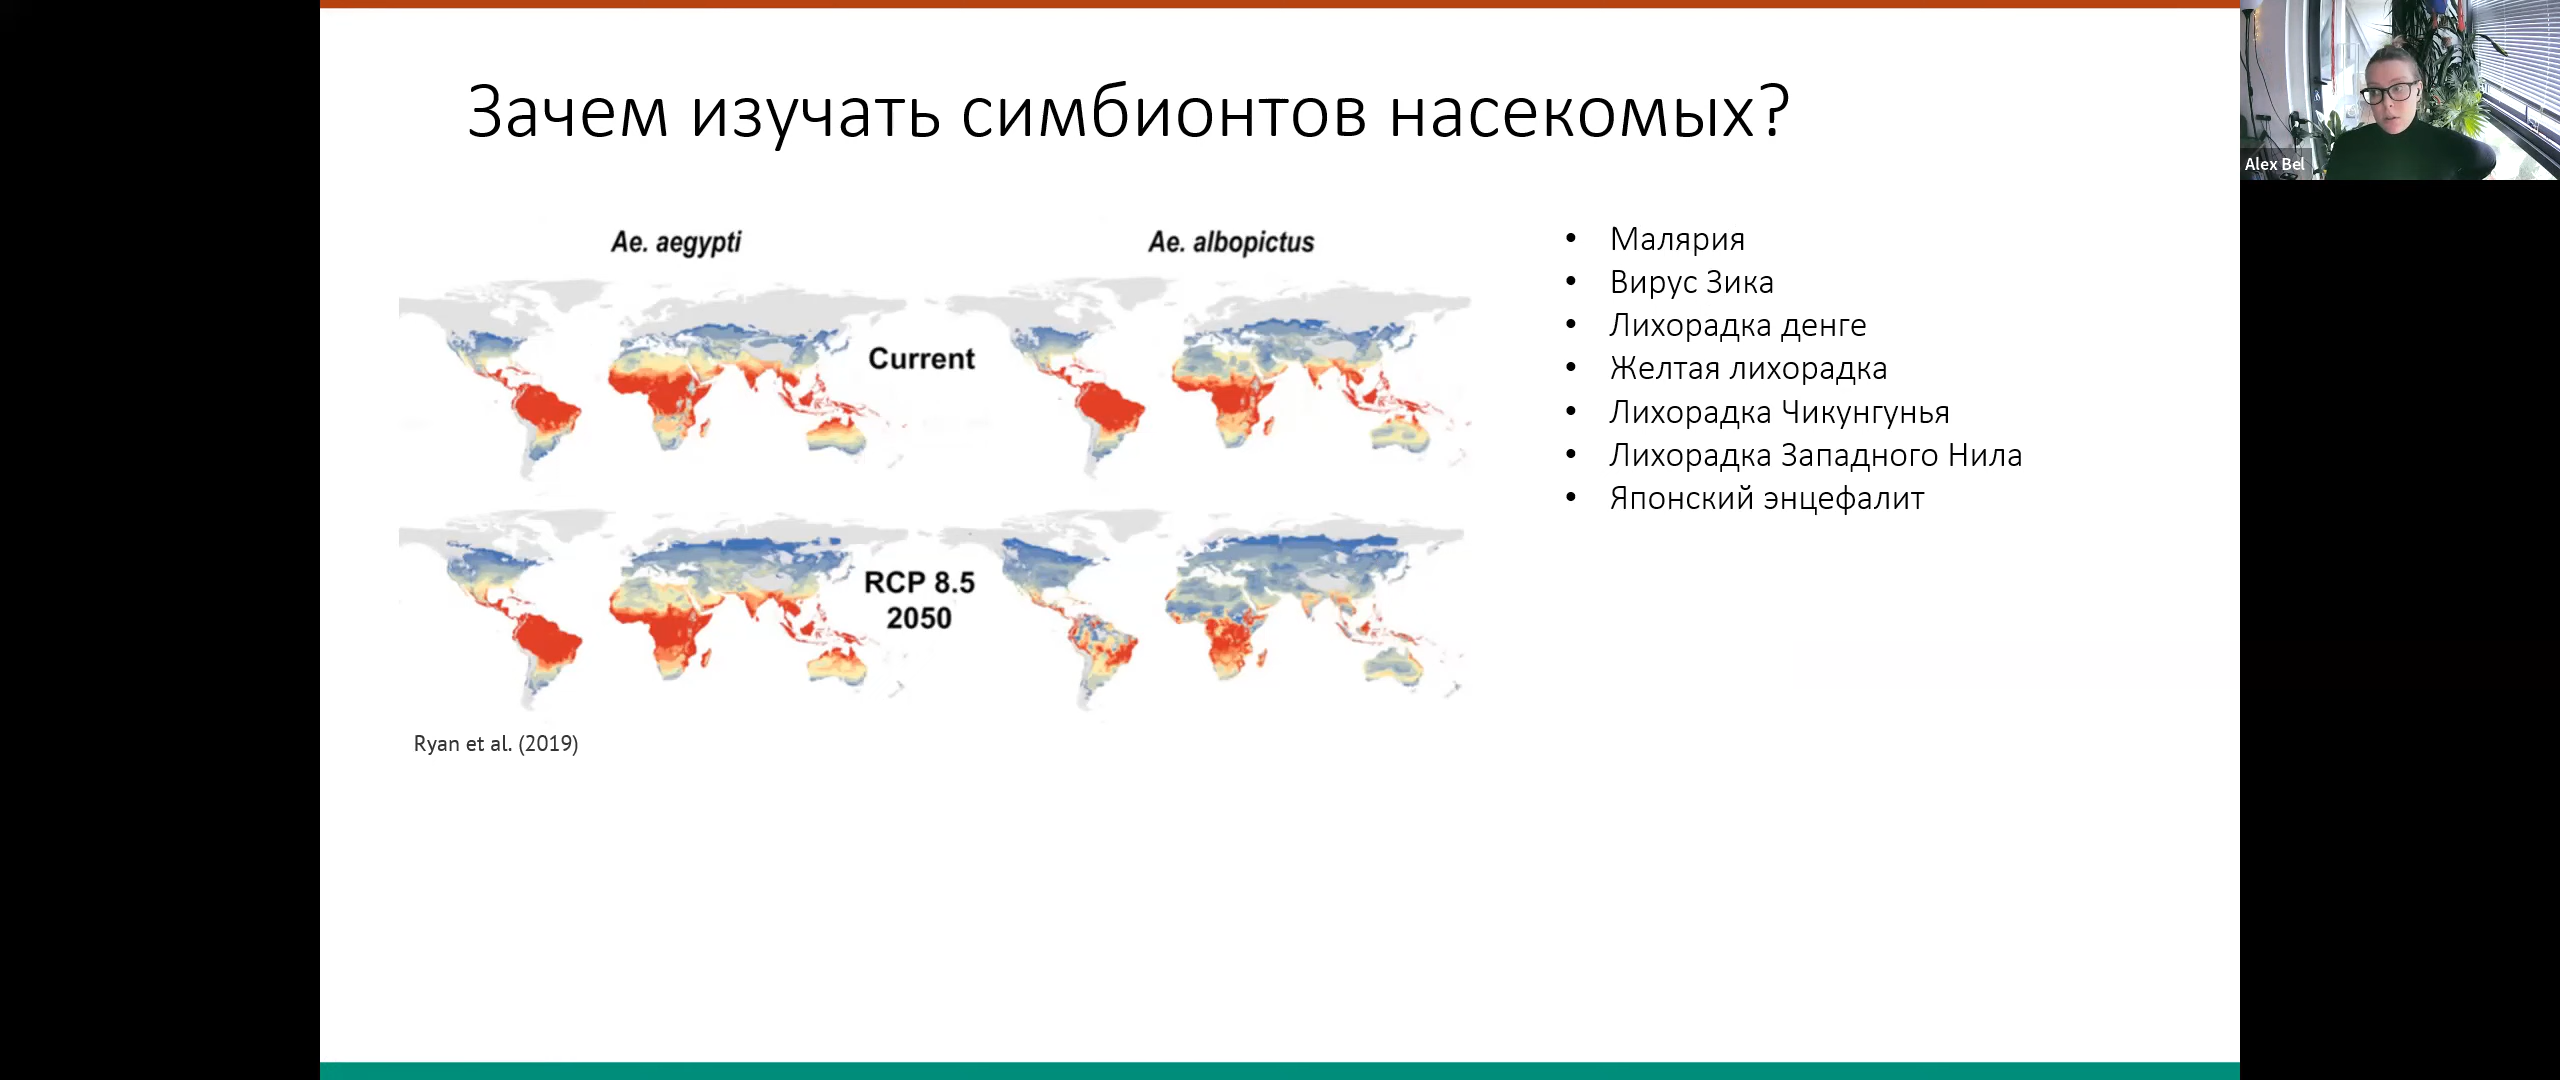 Зачем изучать симбионтов насекомых?
Ae. aegypti
Ae. albopictus
Current
RCP 8.5
2050
Ryan et al. (2019)
• Малярия
• Вирус Зика
• Лихорадка денге
• Желтая лихорадка
• Лихорадка Чикунгунья
• Лихорадка Западного Нила
• Японский энцефалит
Alex Bel